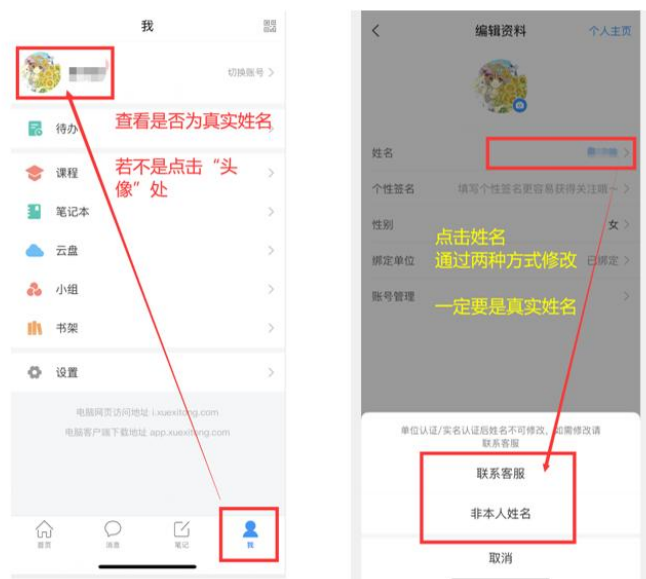 我
切换账号
查看是否为真实姓名
待办
若不是点击“头
像”处
课程
笔记本
云盘
小组
书架
设置
电脑网页访问地址 i.xuexitong.com
电脑客户端下载地址 app.xuexitong.com
首页
消息
笔记
我
编辑资料
个人主页
姓名
个性签名
填写个性签名更容易获得关注哦~
性别
女
点击姓名
绑定单位
通过两种方式修改
已绑定
账号管理
一定要是真实姓名
单位认证/实名认证后姓名不可修改，如需修改请
联系客服
联系客服
非本人姓名
取消